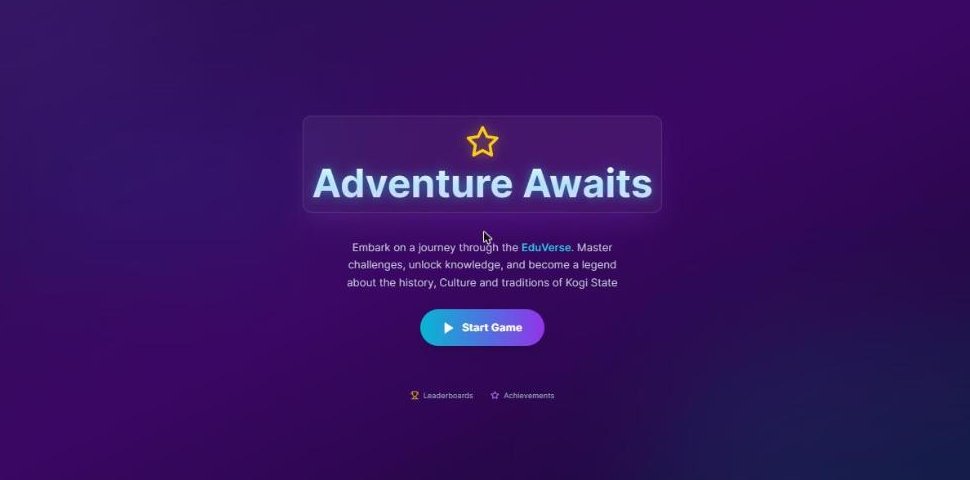 Adventure Awaits
Embark on a journey through the EduVerse. Master
challenges, unlock knowledge, and become a legend
about the history, Culture and traditions of Kogi State
Start Game
Leaderboards Achievements